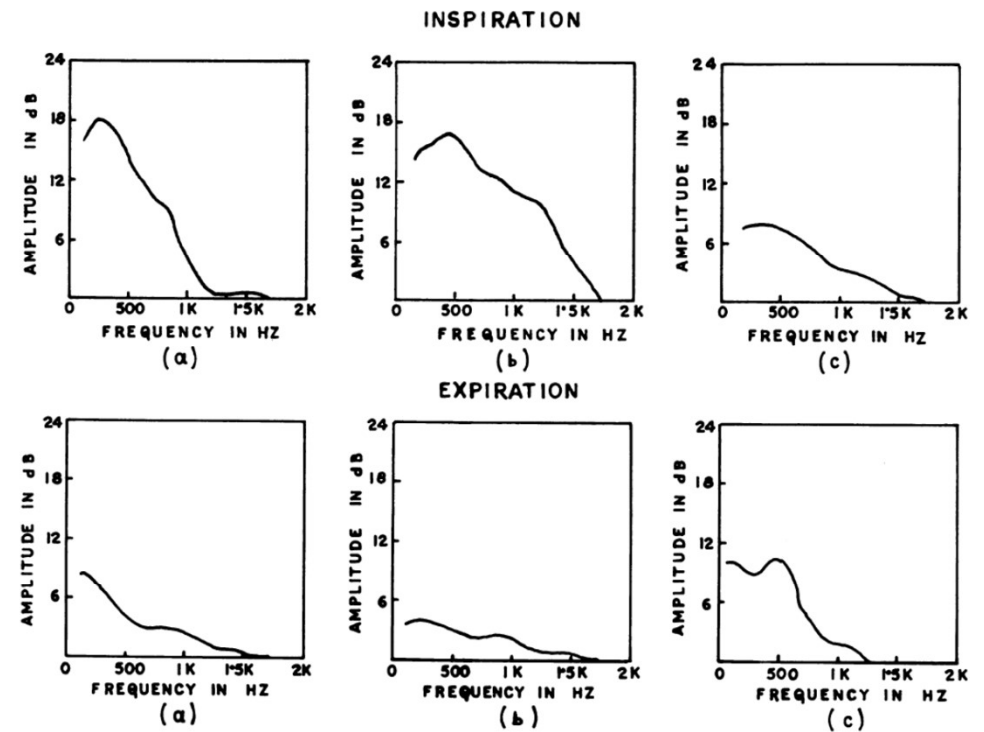 INSPIRATION
24
18
12
6
AMPLITUDE IN dB
0 500 1K 1·5K 2K
FREQUENCY IN HZ
(a)
24
18
12
6
AMPLITUDE IN dB
0 500 1K 1·5K 2K
FREQUENCY IN HZ
(b)
24
18
12
6
AMPLITUDE IN dB
0 500 1K 1·5K 2K
FREQUENCY IN HZ
(c)
EXPIRATION
24
18
12
6
AMPLITUDE IN dB
0 500 1K 1·5K 2K
FREQUENCY IN HZ
(a)
24
18
12
6
AMPLITUDE IN dB
0 500 1K 1·5K 2K
FREQUENCY IN HZ
(b)
24
18
12
6
AMPLITUDE IN dB
0 500 1K 1·5K 2K
FREQUENCY IN HZ
(c)